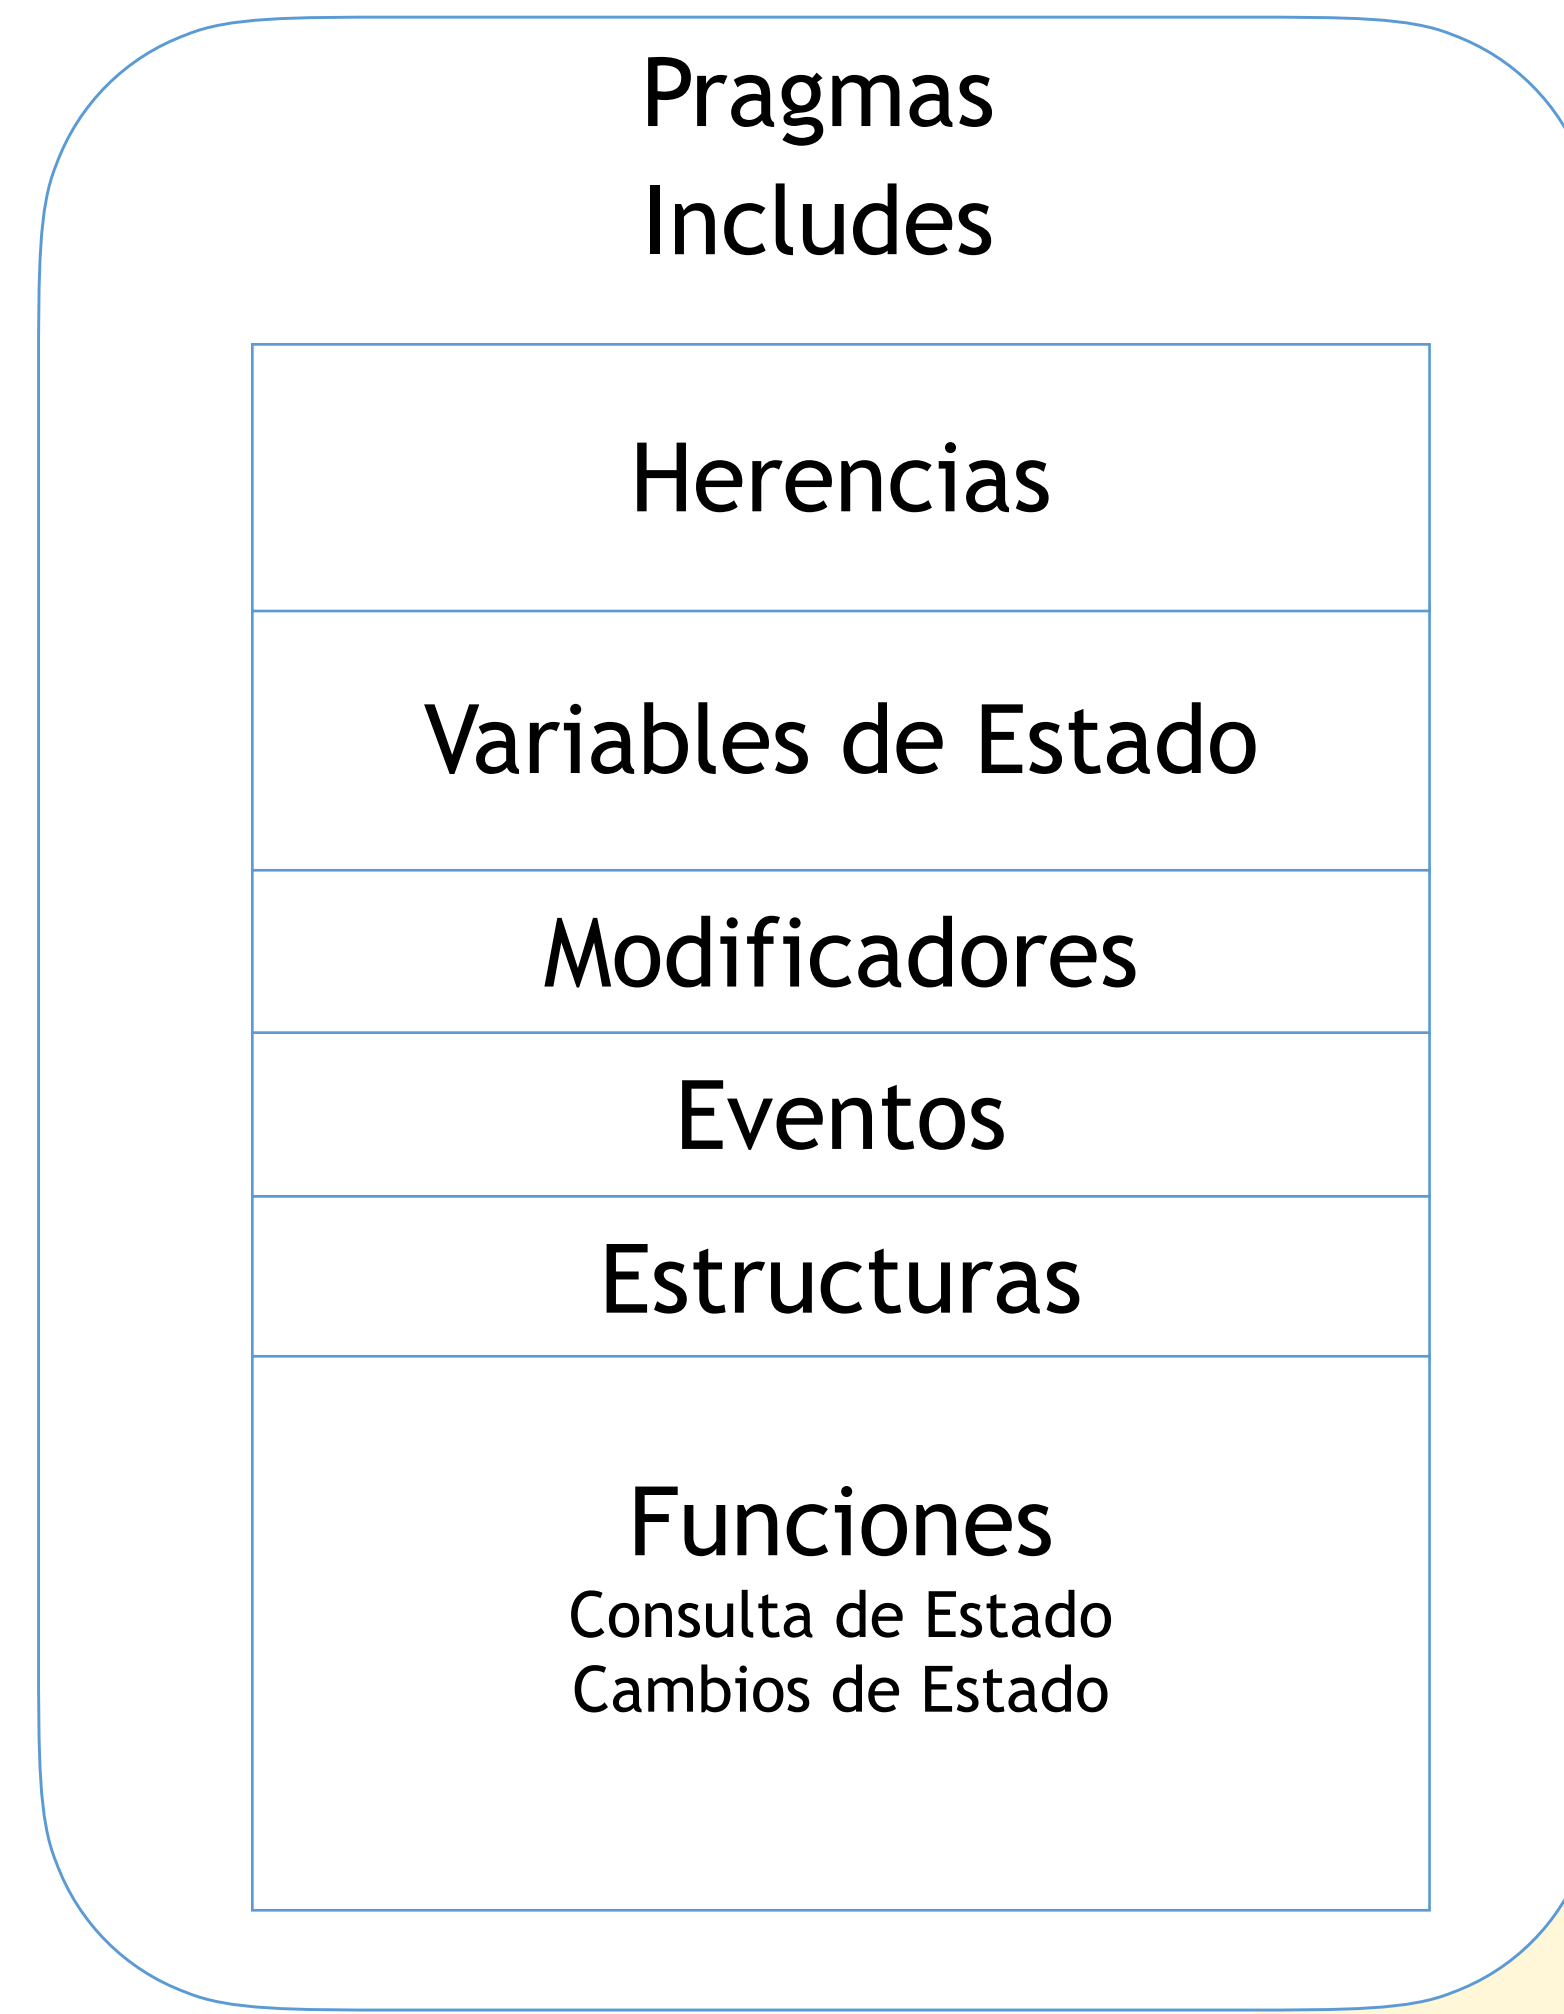 Pragmas
Includes
Herencias
Variables de Estado
Modificadores
Eventos
Estructuras
Funciones
Consulta de Estado
Cambios de Estado